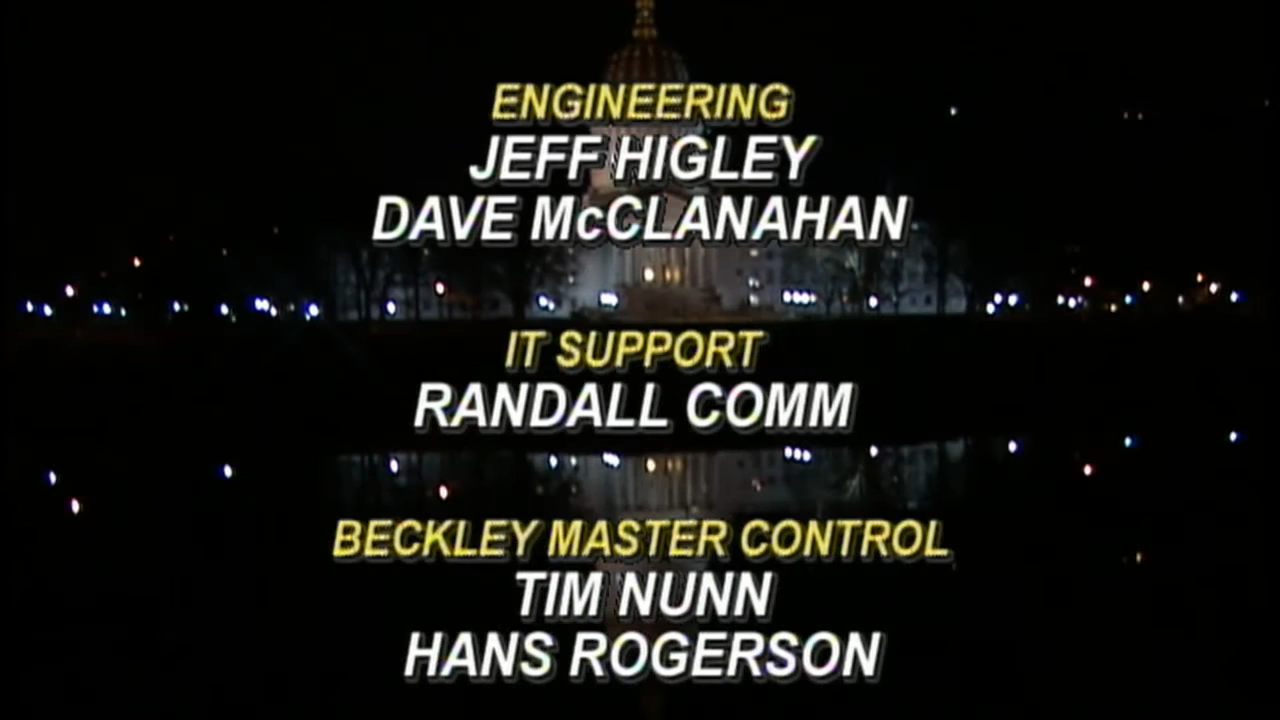 ENGINEERING
JEFF HIGLEY
DAVE McCLANAHAN
IT SUPPORT
RANDALL COMM
BECKLEY MASTER CONTROL
TIM NUNN
HANS ROGERSON